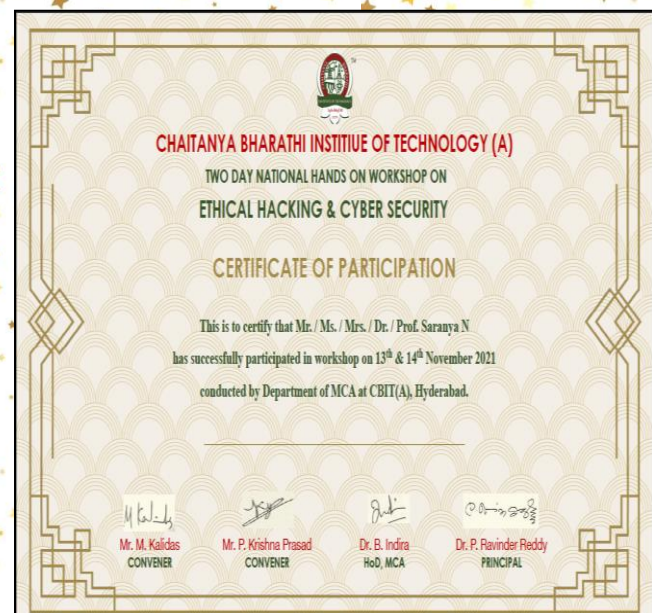 CHAITANYA BHARATHI INSTITIUE OF TECHNOLOGY (A)
TWO DAY NATIONAL HANDS ON WORKSHOP ON
ETHICAL HACKING & CYBER SECURITY
CERTIFICATE OF PARTICIPATION
This is to certify that Mr. / Ms. / Mrs. / Dr. / Prof. Saranya N
has successfully participated in workshop on 13th & 14th November 2021
conducted by Department of MCA at CBIT(A), Hyderabad.
M Kalidas
Mr. M. Kalidas Mr. P. Krishna Prasad Dr. B. Indira Dr. P. Ravinder Reddy
CONVENER CONVENER HoD, MCA PRINCIPAL